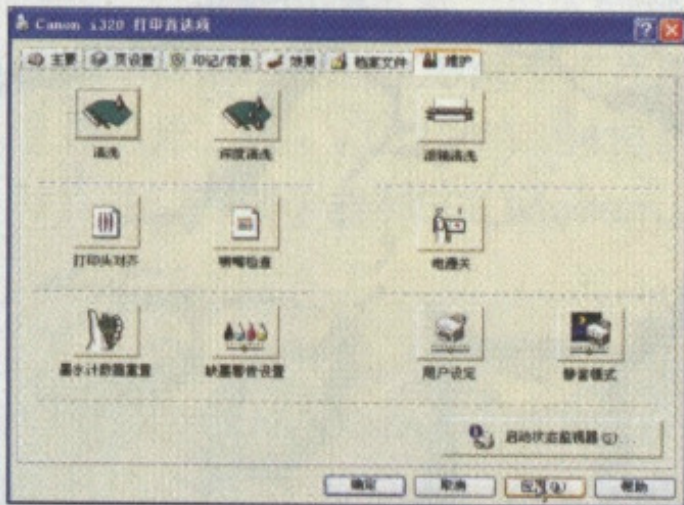 Canon i320 打印首选项
主要 页设置 印记/背景 效果 档案文件 维护
清洗 深度清洗 滚轴清洗
打印头对齐 喷嘴检查 电源关
墨水计数器重置 缺墨警告设置 用户设定 静音模式
启动状态监视器(S)...
确定 取消 应用(A) 帮助